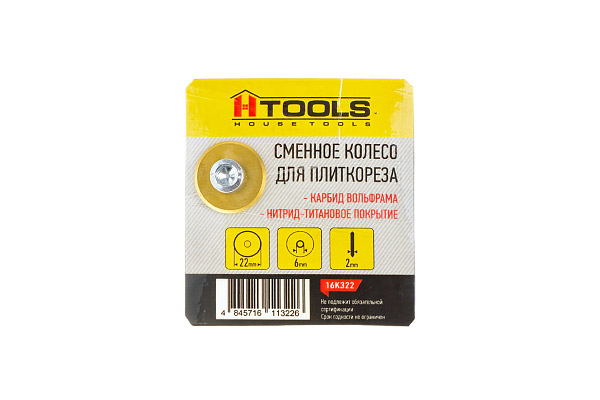 HTOOLS
HOUSE TOOLS
СМЕННОЕ КОЛЕСО
ДЛЯ ПЛИТКОРЕЗА
- КАРБИД ВОЛЬФРАМА
- НИТРИД-ТИТАНОВОЕ ПОКРЫТИЕ
22mm 6mm 2mm
16K322
Не подлежит обязательной
сертификации
Срок годности не ограничен
4 845716 113226